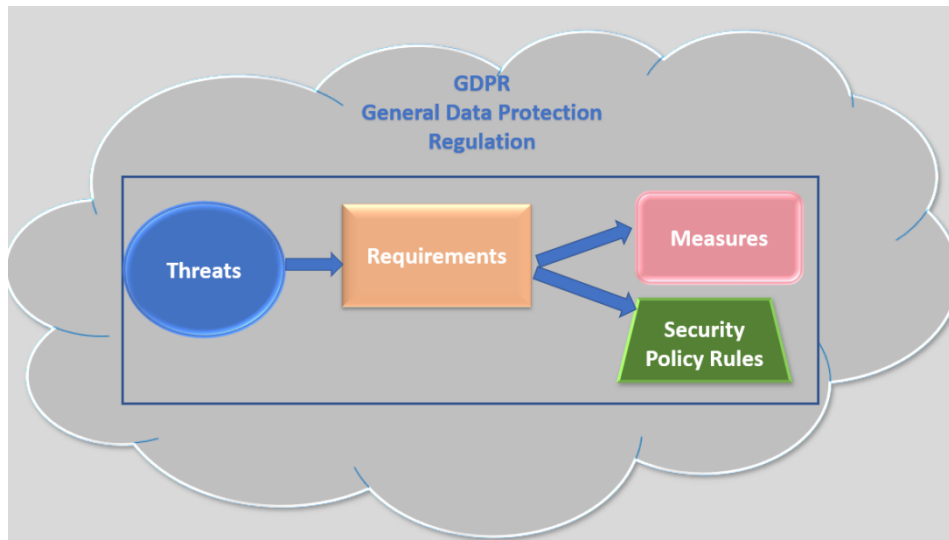 GDPR
General Data Protection
Regulation
Threats
Requirements
Measures
Security
Policy Rules